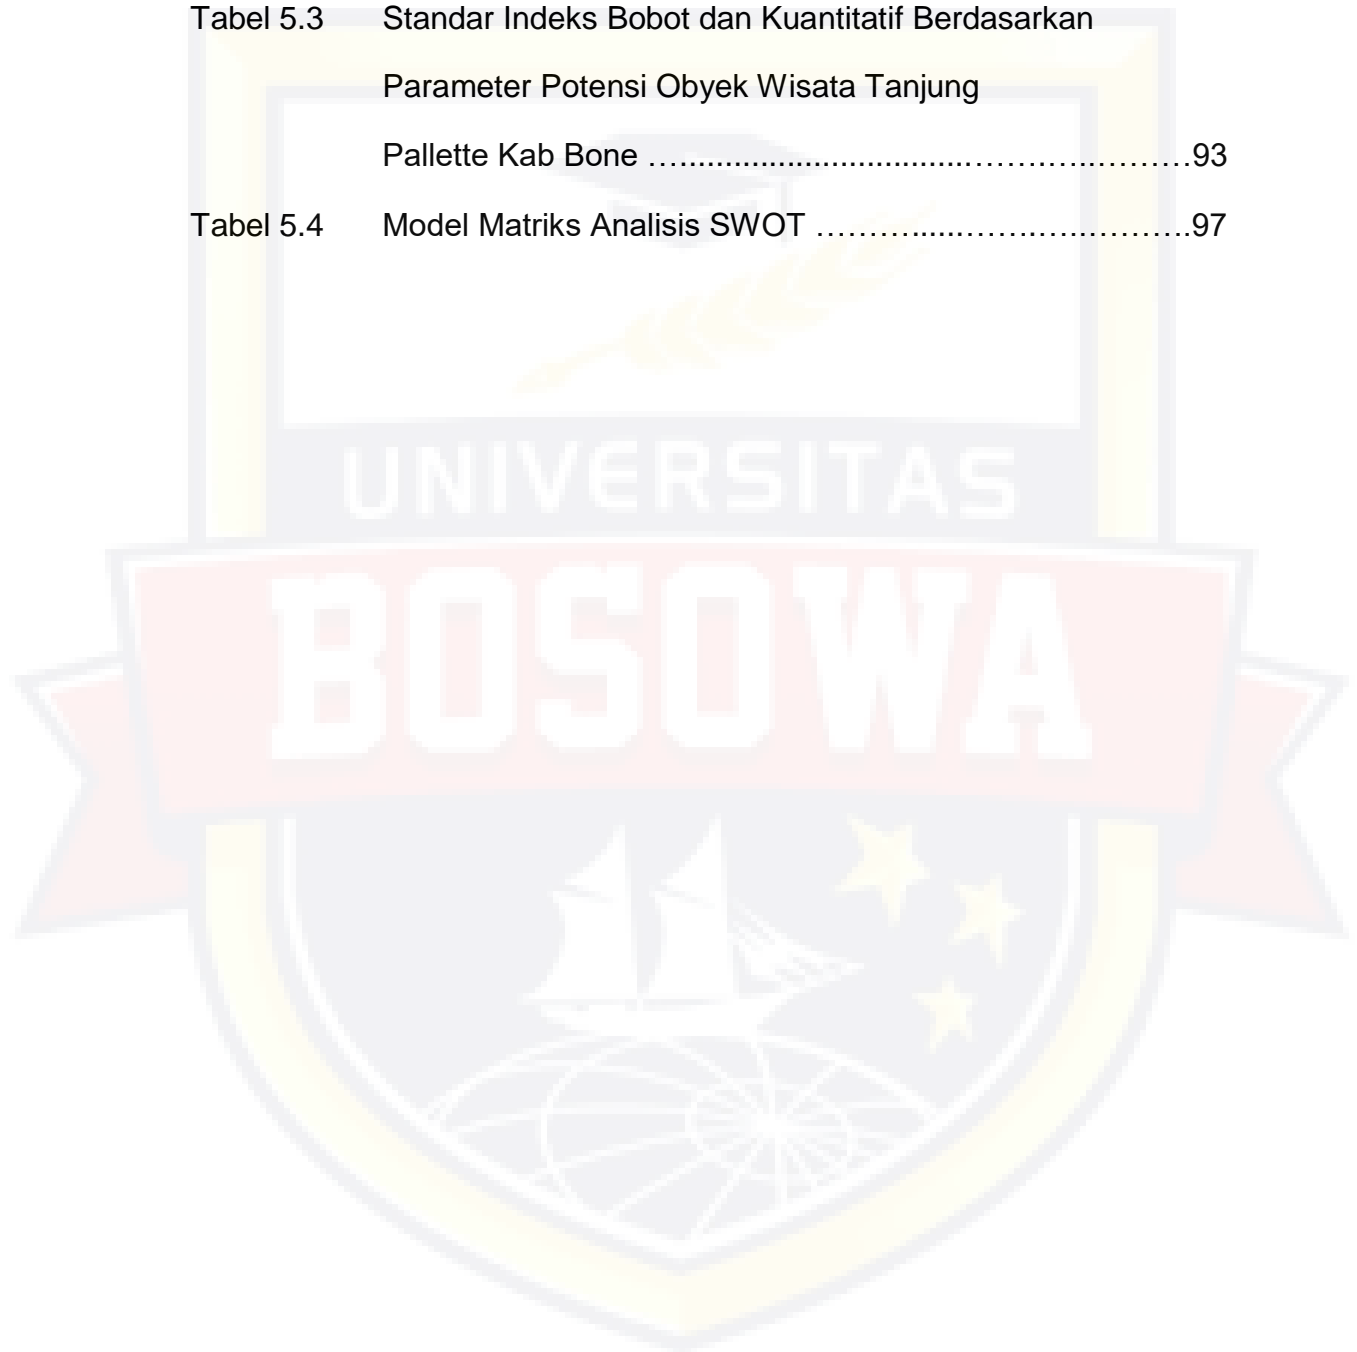 Tabel 5.3 Standar Indeks Bobot dan Kuantitatif Berdasarkan
Parameter Potensi Obyek Wisata Tanjung
Pallette Kab Bone …................................…….…..………93
Tabel 5.4 Model Matriks Analisis SWOT ………......…….…..……….97
UNIVERSITAS
BOSOWA